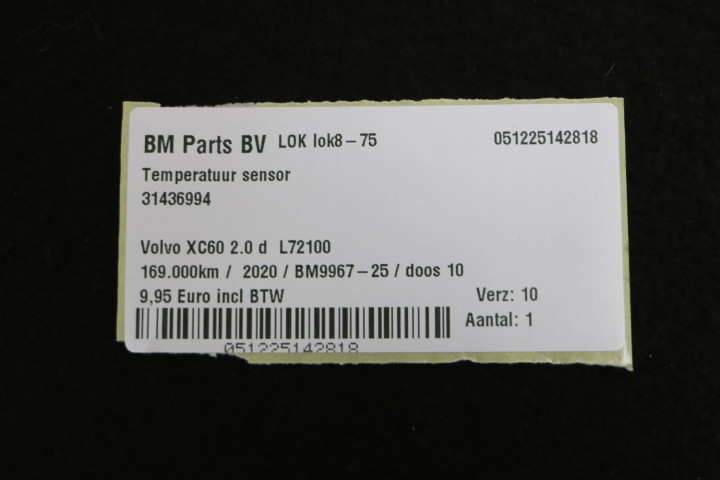 BM Parts BV LOK lok8-75 051225142818
Temperatuur sensor
31436994
Volvo XC60 2.0 d L72100
169.000km / 2020 / BM9967-25 / doos 10
9,95 Euro incl BTW Verz: 10
Aantal: 1
051225142818